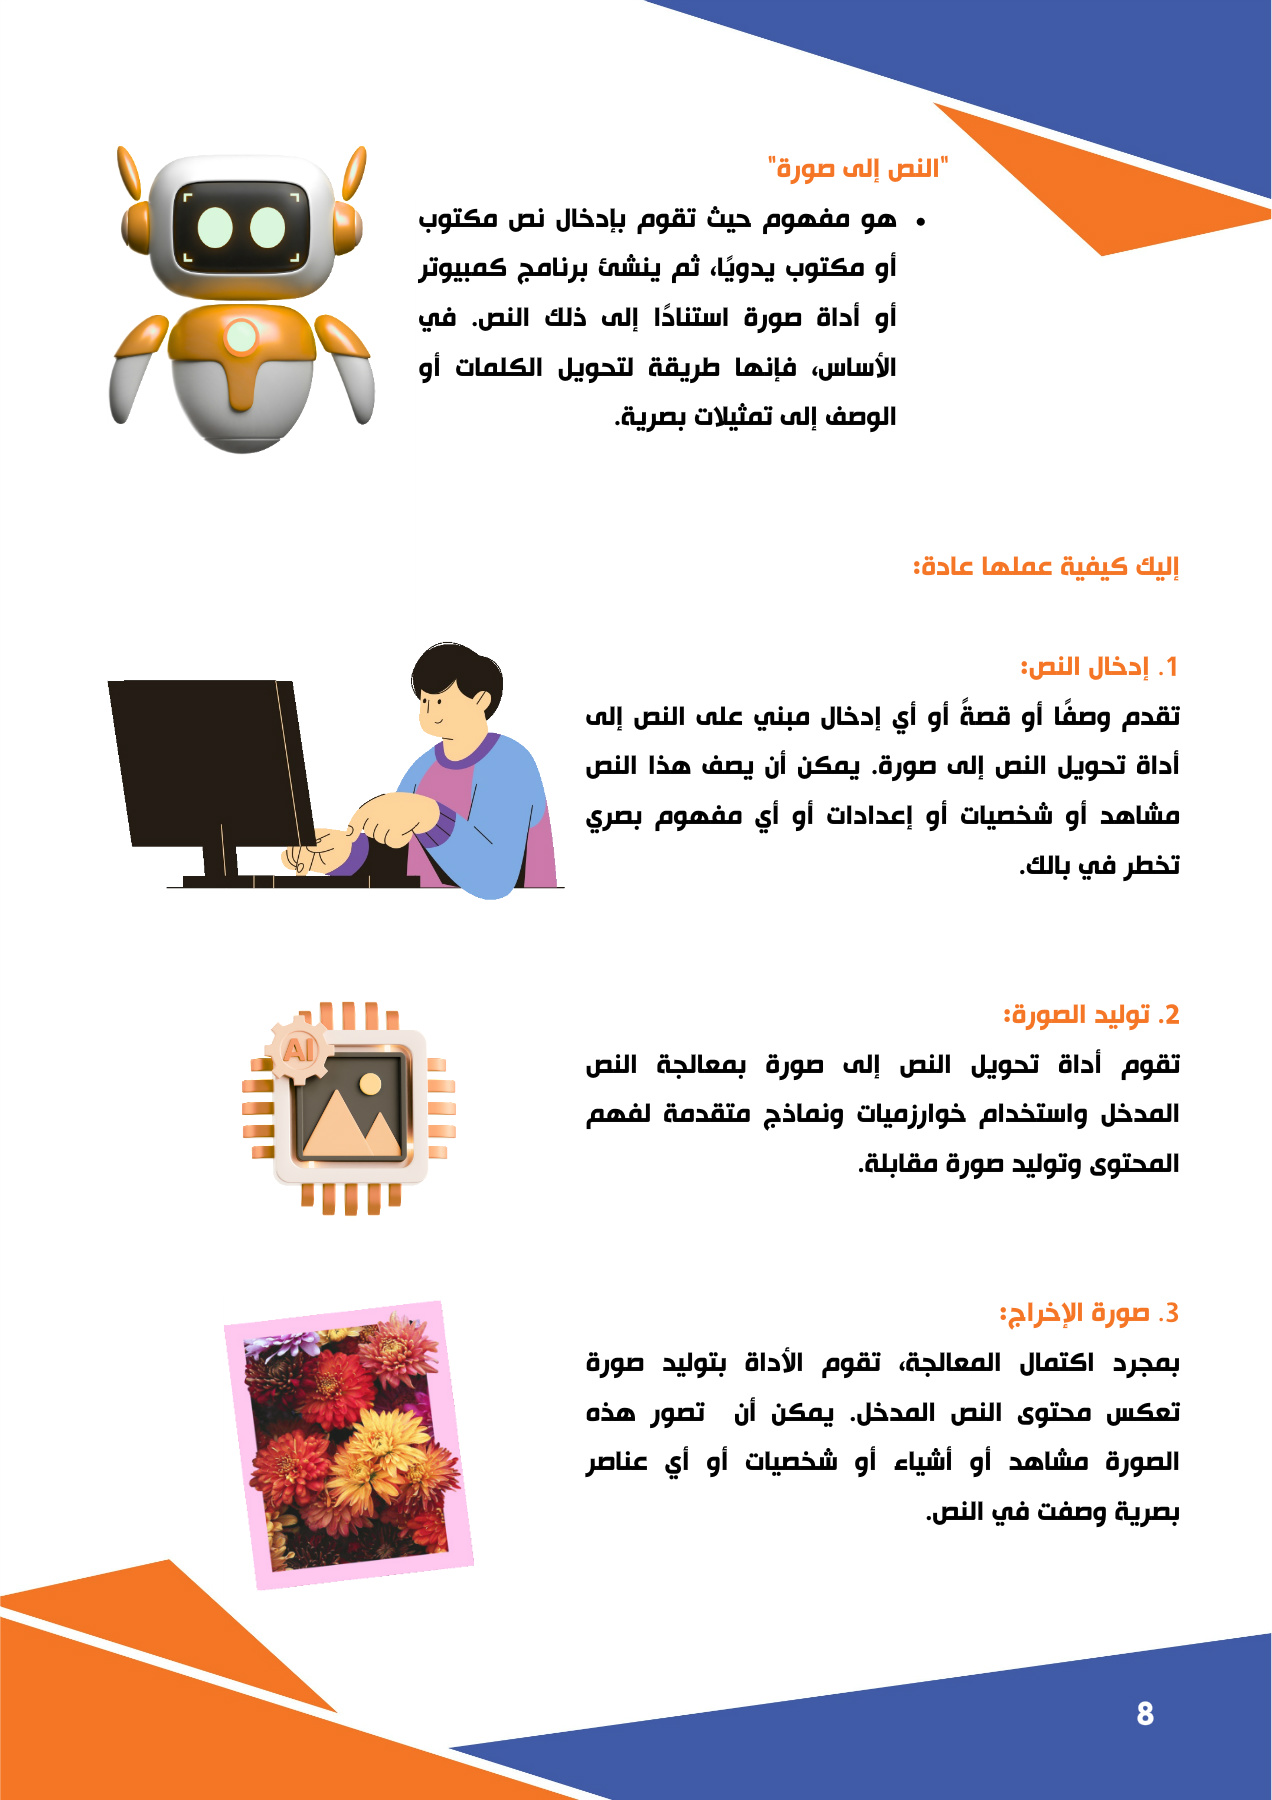 "النص إلى صورة"
• هو مفهوم حيث تقوم بإدخال نص مكتوب
أو مكتوب يدويًا، ثم ينشئ برنامج كمبيوتر
أو أداة صورة استنادًا إلى ذلك النص. في
الأساس، فإنها طريقة لتحويل الكلمات أو
الوصف إلى تمثيلات بصرية.
إليك كيفية عملها عادة:
1. إدخال النص:
تقدم وصفًا أو قصةً أو أي إدخال مبني على النص إلى
أداة تحويل النص إلى صورة. يمكن أن يصف هذا النص
مشاهد أو شخصيات أو إعدادات أو أي مفهوم بصري
تخطر في بالك.
2. توليد الصورة:
تقوم أداة تحويل النص إلى صورة بمعالجة النص
المدخل واستخدام خوارزميات ونماذج متقدمة لفهم
المحتوى وتوليد صورة مقابلة.
AI
3. صورة الإخراج:
بمجرد اكتمال المعالجة، تقوم الأداة بتوليد صورة
تعكس محتوى النص المدخل. يمكن أن تصور هذه
الصورة مشاهد أو أشياء أو شخصيات أو أي عناصر
بصرية وصفت في النص.
8